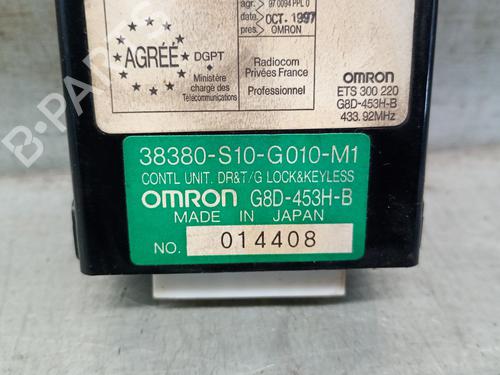 agr. 97 0094 PPL 0
date. OCT. 1997
pres. OMRON
AGRÉÉ
DGPT
Ministère
chargé des
Télécommunications
Radiocom
Privées France
Professionnel
OMRON
ETS 300 220
G8D-453H-B
433.92MHz
B-PARTS
38380-S10-G010-M1
CONTL UNIT. DR&T/G LOCK&KEYLESS
OMRON G8D-453H-B
MADE IN JAPAN
NO. 014408